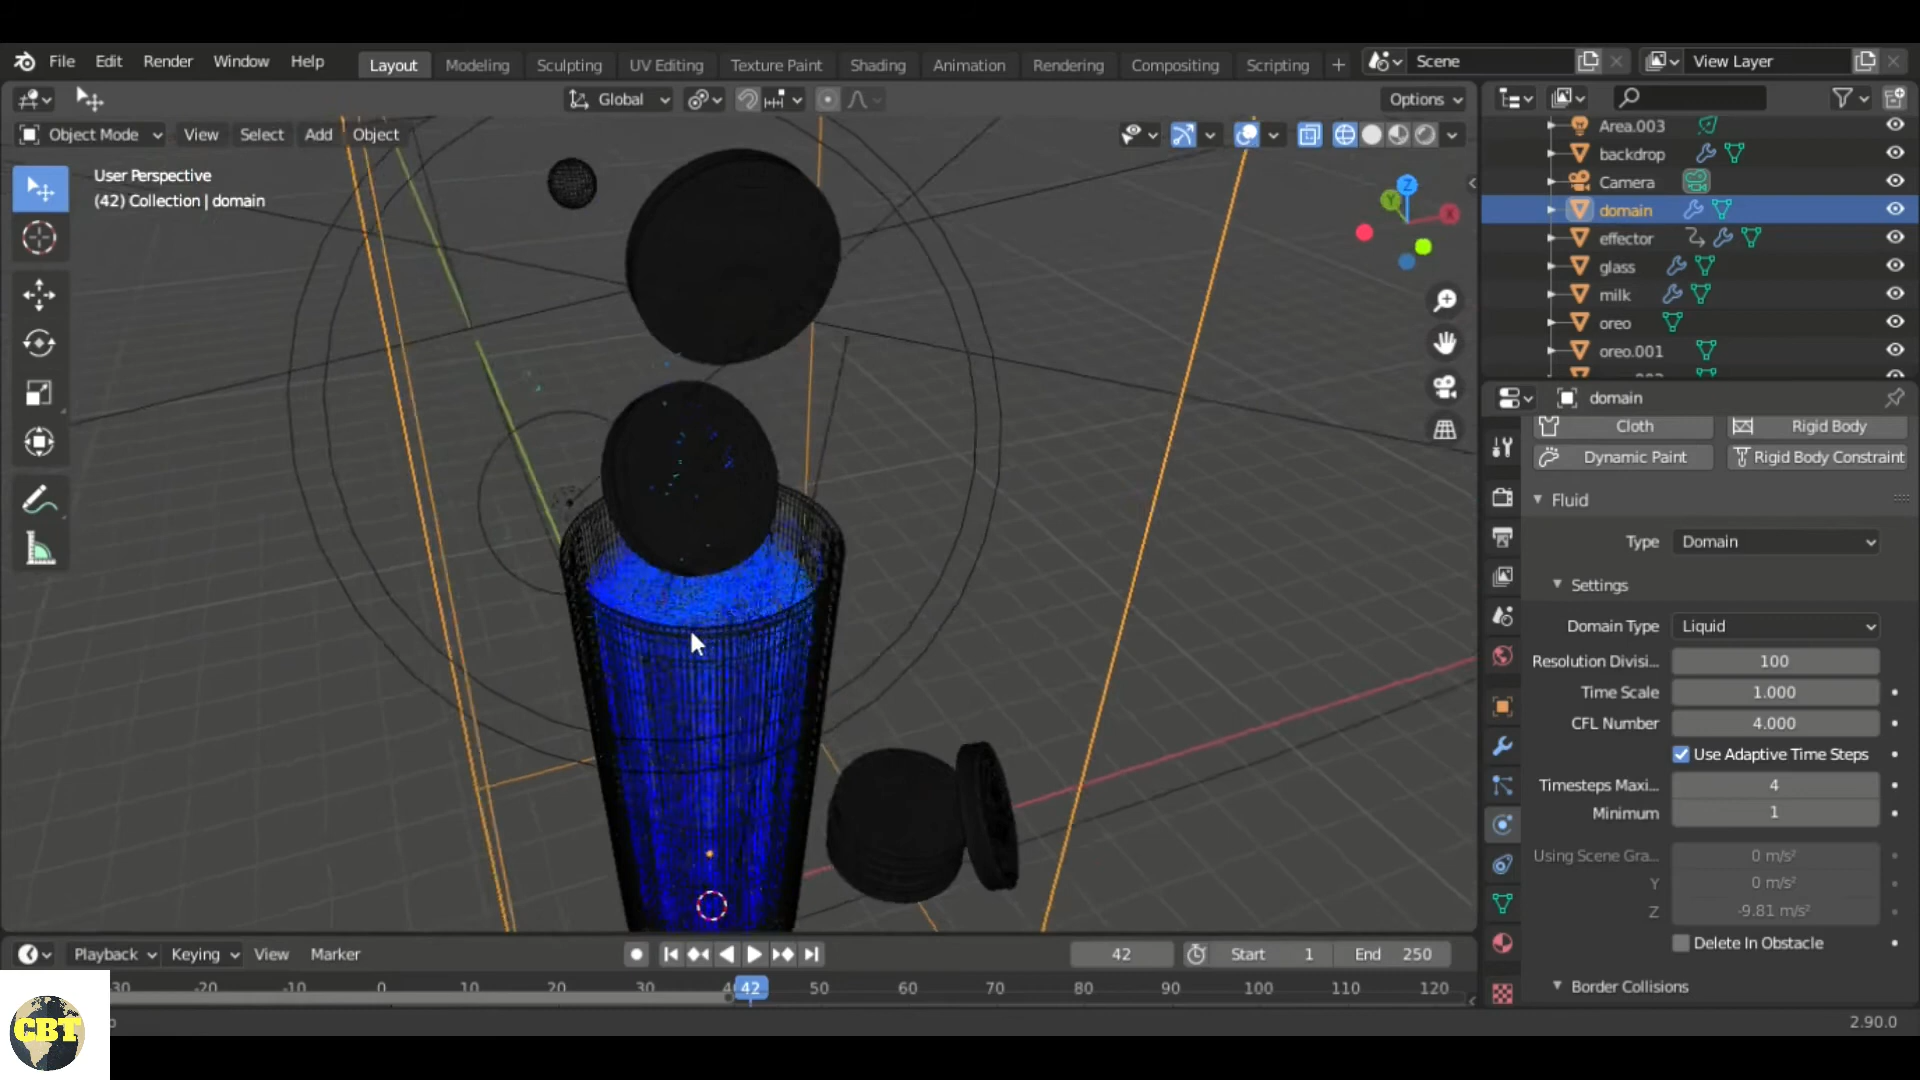 File Edit Render Window Help Layout Modeling Sculpting UV Editing Texture Paint Shading Animation Rendering Compositing Scripting + Scene View Layer
Global Options
Object Mode View Select Add Object
User Perspective
(42) Collection | domain
Z
Y
X
Area.003
backdrop
Camera
domain
effector
glass
milk
oreo
oreo.001
domain
Cloth Rigid Body
Dynamic Paint Rigid Body Constraint
Fluid
Type Domain
Settings
Domain Type Liquid
Resolution Divisi... 100
Time Scale 1.000
CFL Number 4.000
Use Adaptive Time Steps
Timesteps Maxi... 4
Minimum 1
Using Scene Gra... 0 m/s²
Y 0 m/s²
Z -9.81 m/s²
Delete In Obstacle
Border Collisions
Playback Keying View Marker 42 Start 1 End 250
-20 -10 0 10 20 30 42 50 60 70 80 90 100 110 120
CBT
2.90.0